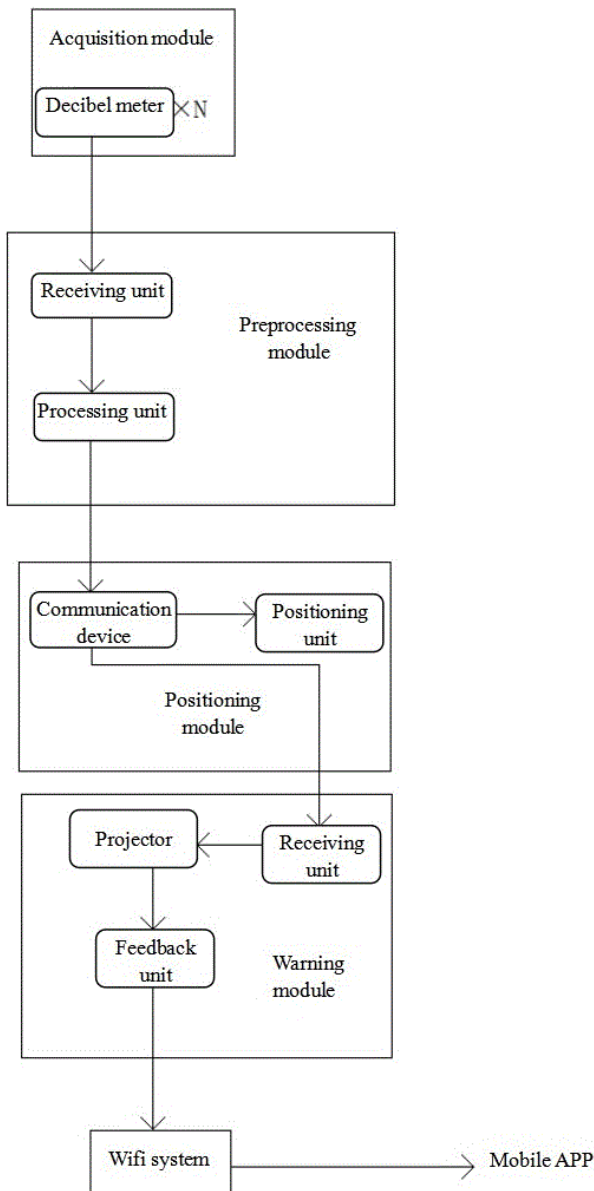 Acquisition module
Decibel meter ×N
Receiving unit
Preprocessing
module
Processing unit
Communication
device
Positioning
unit
Positioning
module
Projector
Receiving
unit
Feedback
unit
Warning
module
Wifi system
Mobile APP